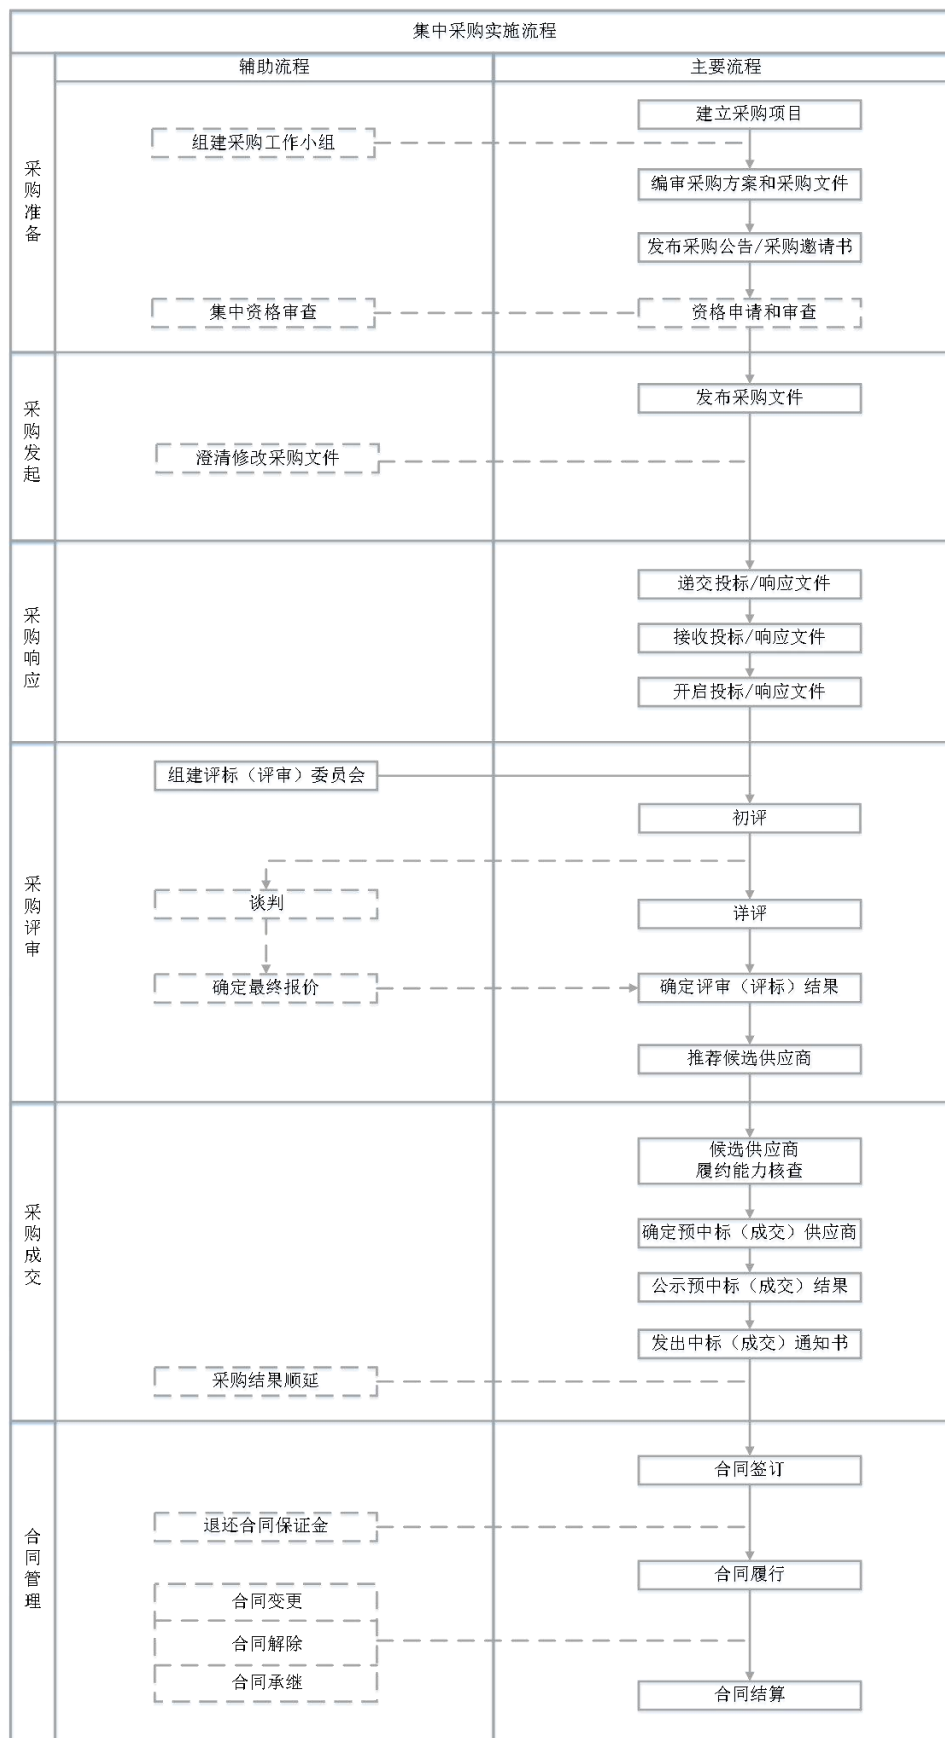 集中采购实施流程
辅助流程
主要流程
采购准备
建立采购项目
组建采购工作小组
编审采购方案和采购文件
发布采购公告/采购邀请书
集中资格审查
资格申请和审查
采购发起
发布采购文件
澄清修改采购文件
采购响应
递交投标/响应文件
接收投标/响应文件
开启投标/响应文件
采购评审
组建评标（评审）委员会
初评
谈判
详评
确定最终报价
确定评审（评标）结果
推荐候选供应商
采购成交
候选供应商
履约能力核查
确定预中标（成交）供应商
公示预中标（成交）结果
发出中标（成交）通知书
采购结果顺延
合同管理
合同签订
退还合同保证金
合同履行
合同变更
合同解除
合同承继
合同结算